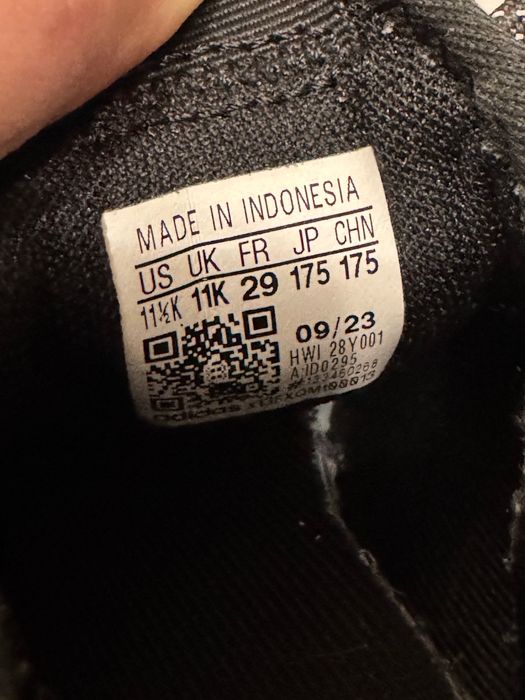 MADE IN INDONESIA
US UK FR JP CHN
11½K 11K 29 175 175
09/23
HWI 28Y001
A:ID0295
adidas